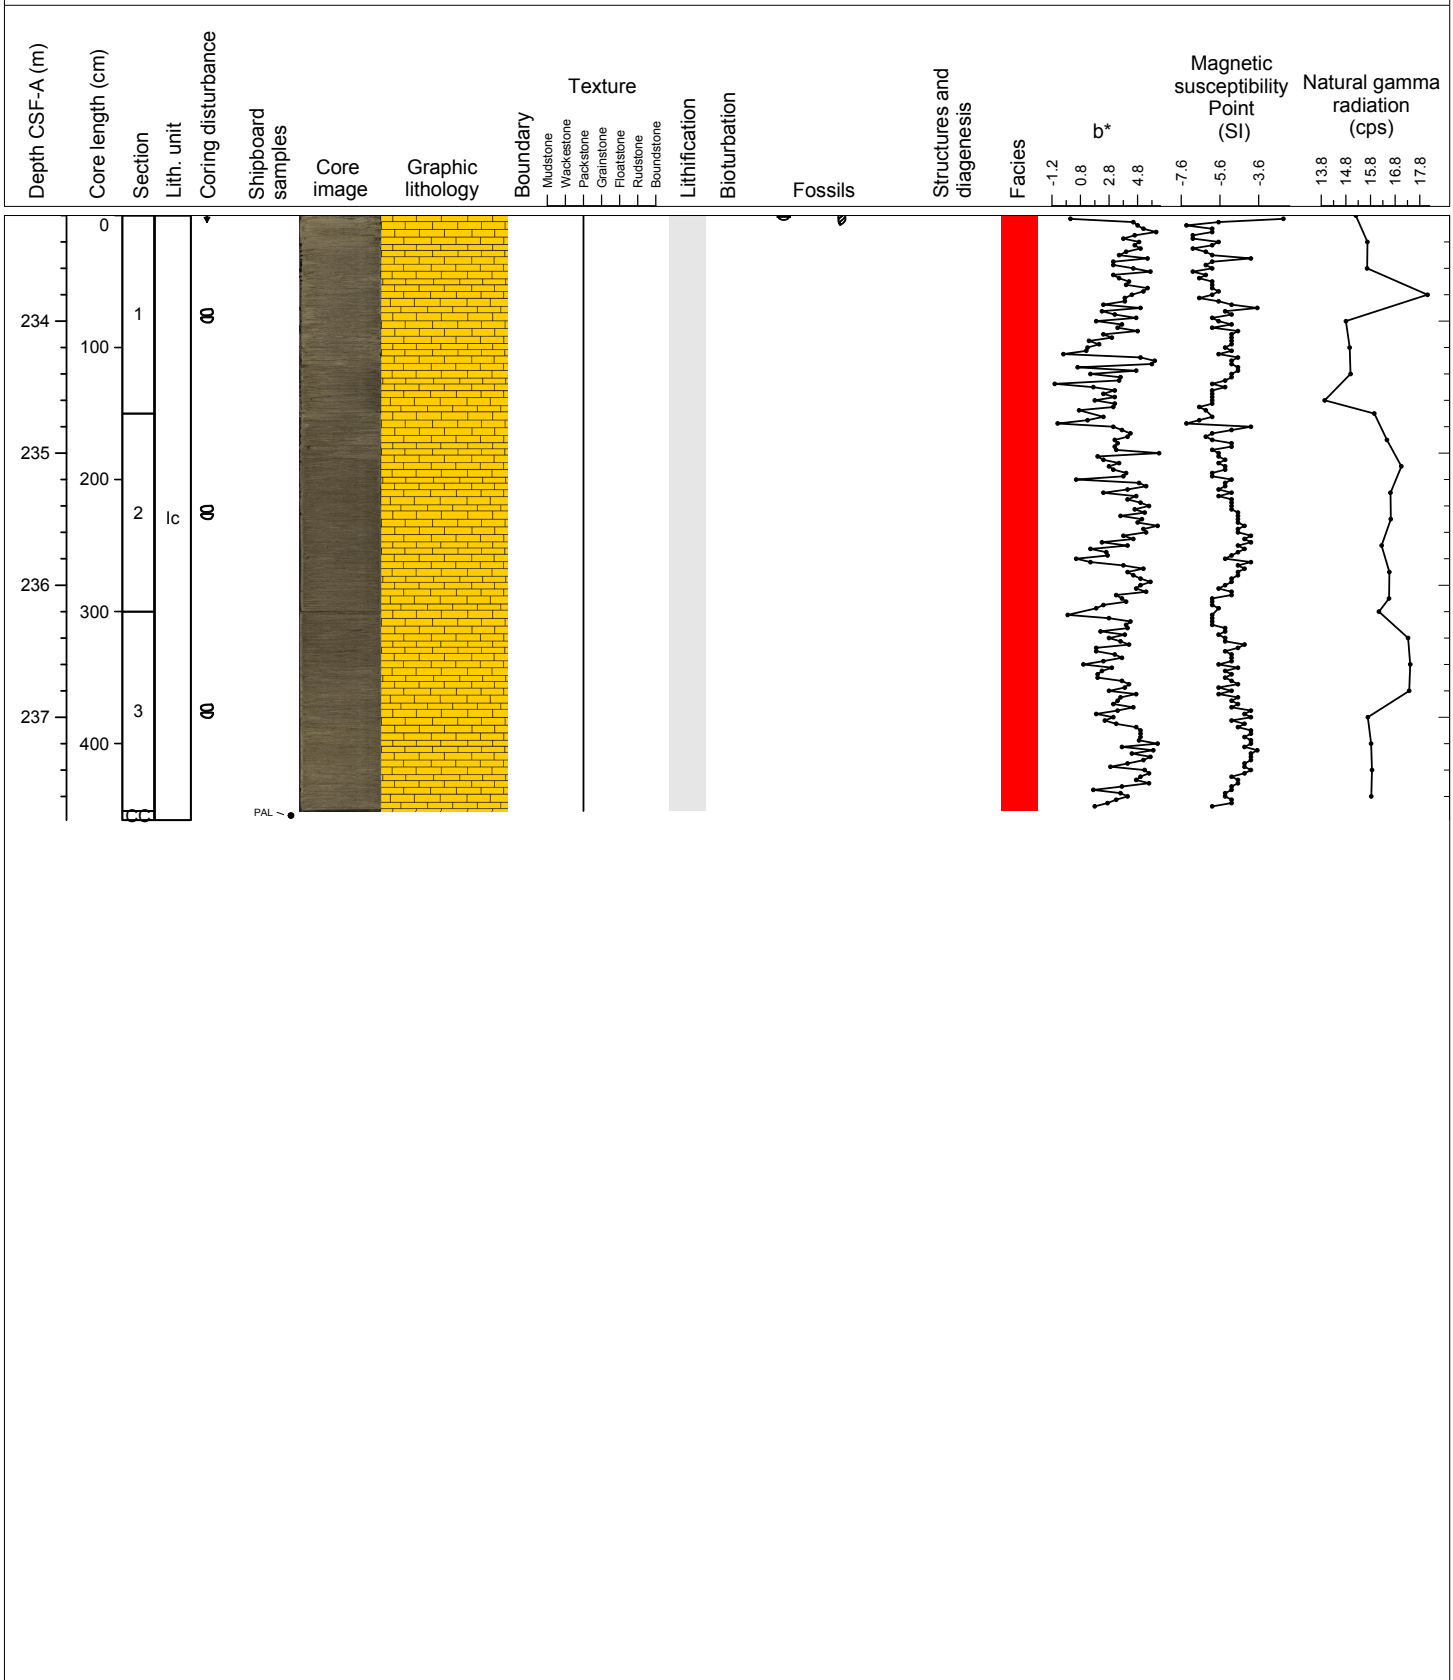 Depth CSF-A (m)
Core length (cm)
Section
Lith. unit
Coring disturbance
Shipboard
samples
Core
image
Graphic
lithology
Boundary
Texture
Mudstone
Wackestone
Packstone
Grainstone
Floatstone
Rudstone
Boundstone
Lithification
Bioturbation
Fossils
Structures and
diagenesis
Facies
b*
-1.2
0.8
2.8
4.8
Magnetic
susceptibility
Point
(SI)
-7.6
-5.6
-3.6
Natural gamma
radiation
(cps)
13.8
14.8
15.8
16.8
17.8
234
235
236
237
0
100
200
300
400
1
2
3
CC
Ic
PAL